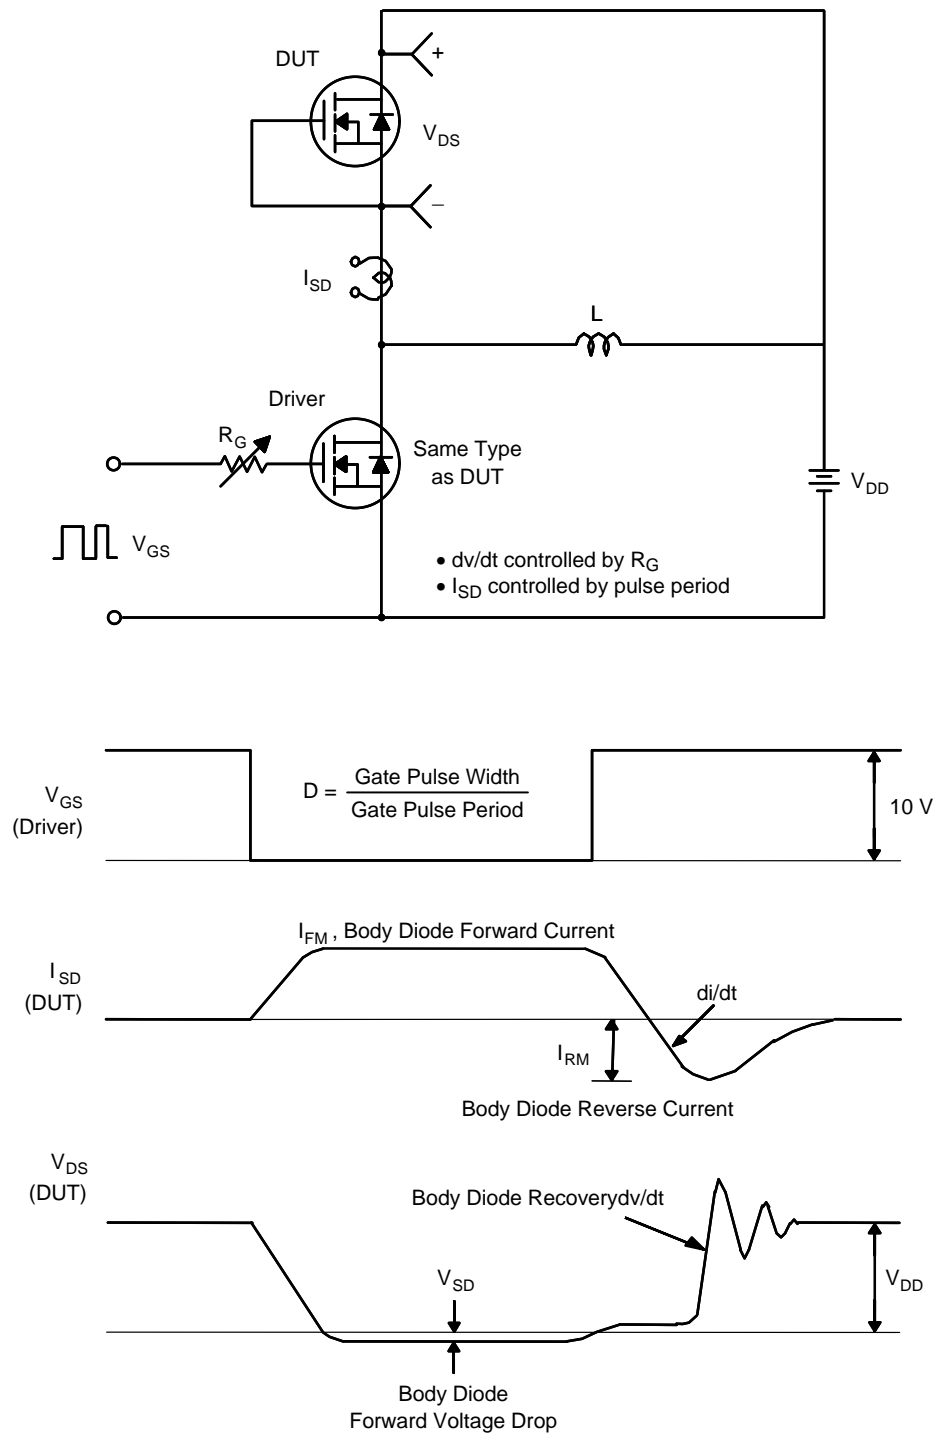 DUT
+
V_DS
−
I_SD
L
Driver
R_G
Same Type
as DUT
V_DD
V_GS
• dv/dt controlled by R_G
• I_SD controlled by pulse period
V_GS
(Driver)
D = Gate Pulse Width
Gate Pulse Period
10 V
I_FM , Body Diode Forward Current
I_SD
(DUT)
di/dt
I_RM
Body Diode Reverse Current
V_DS
(DUT)
Body Diode Recoverydv/dt
V_SD
V_DD
Body Diode
Forward Voltage Drop